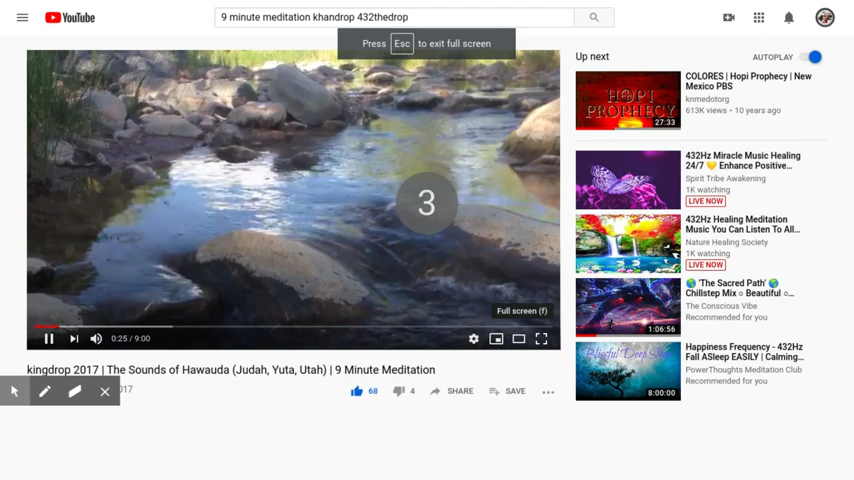 YouTube
9 minute meditation khandrop 432thedrop
Press Esc to exit full screen
3
Full screen (f)
0:25 / 9:00
kingdrop 2017 | The Sounds of Hawauda (Judah, Yuta, Utah) | 9 Minute Meditation
017
68
4
SHARE
SAVE
Up next
AUTOPLAY
HOPI
PROPHECY
27:33
COLORES | Hopi Prophecy | New
Mexico PBS
knmedotorg
613K views • 10 years ago
432Hz Miracle Music Healing
24/7 💛 Enhance Positive...
Spirit Tribe Awakening
1K watching
LIVE NOW
432Hz Healing Meditation
Music You Can Listen To All...
Nature Healing Society
1K watching
LIVE NOW
1:06:56
🌎 'The Sacred Path' 🌎
Chillstep Mix ○ Beautiful ○...
The Conscious Vibe
Recommended for you
Blissful Deep
8:00:00
Happiness Frequency - 432Hz
Fall ASleep EASILY | Calming...
PowerThoughts Meditation Club
Recommended for you